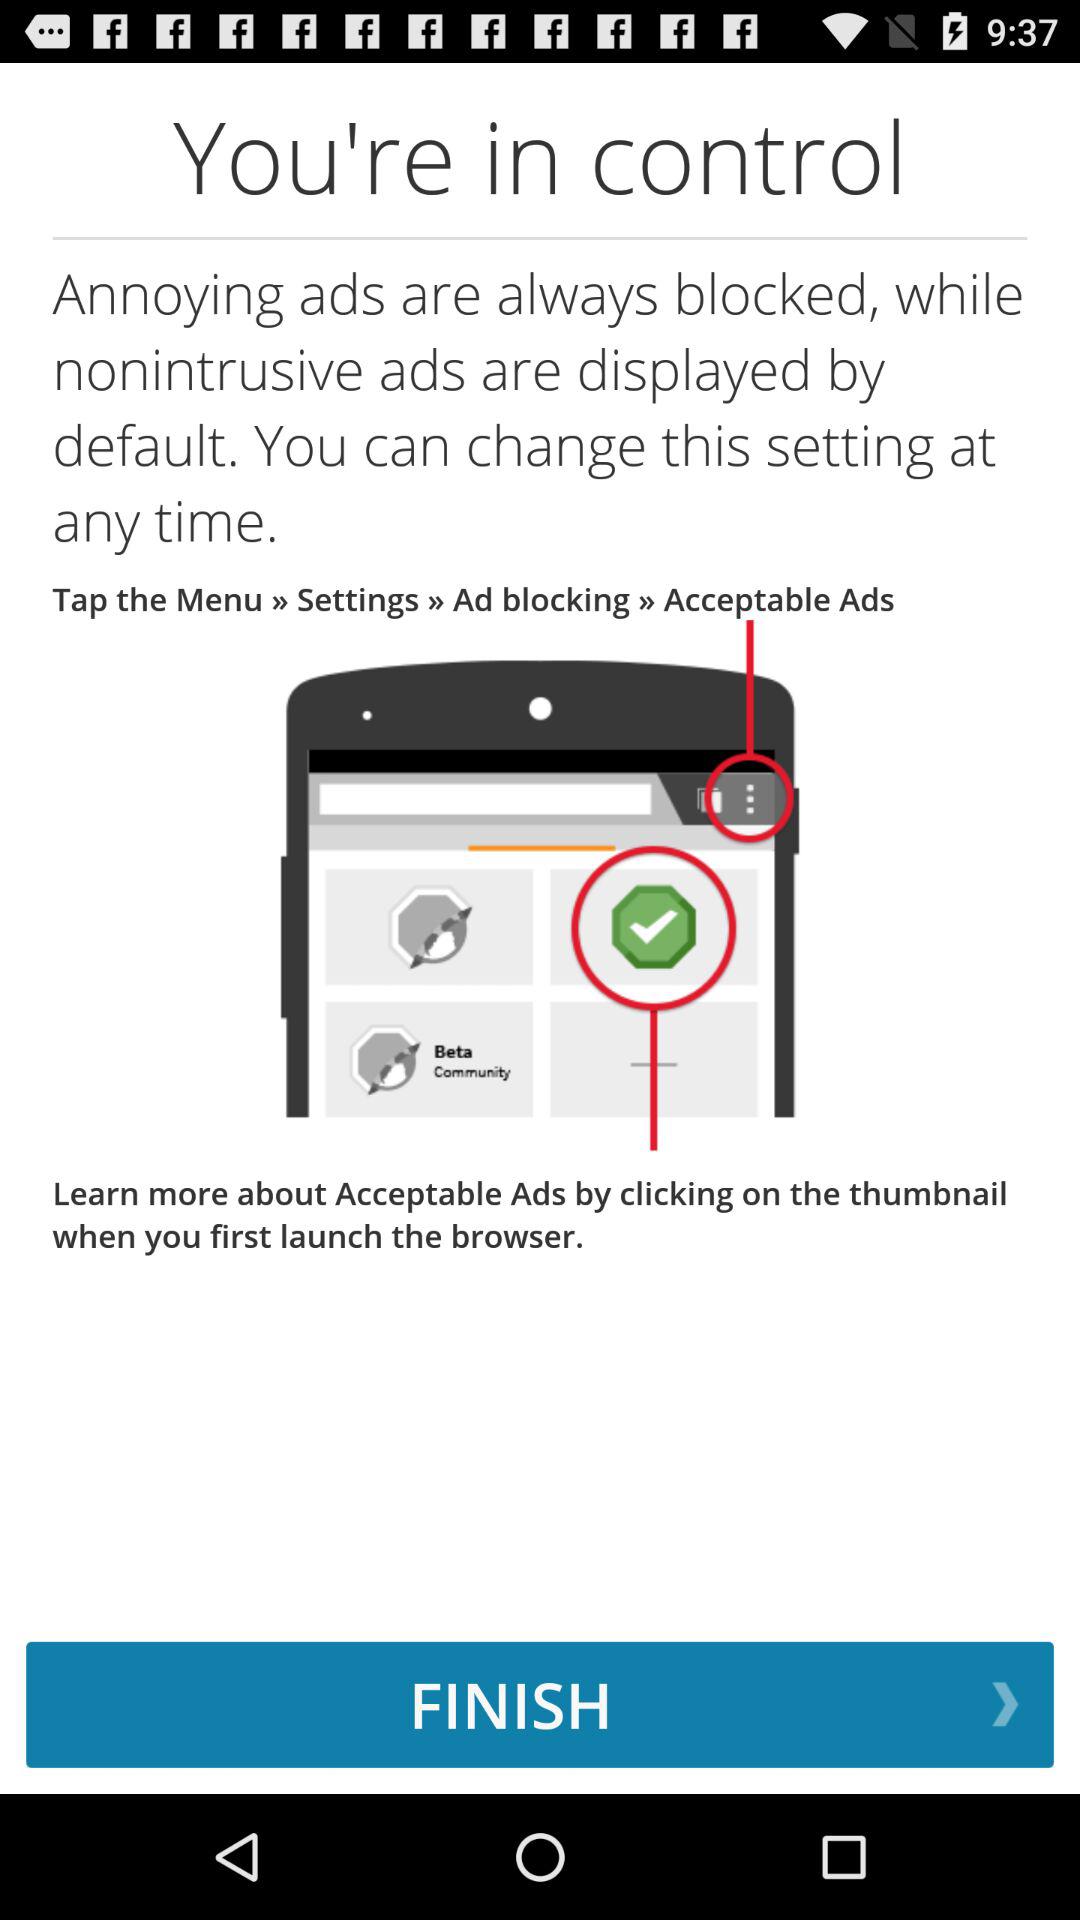 9:37
You're in control
Annoying ads are always blocked, while
nonintrusive ads are displayed by
default. You can change this setting at
any time.
Tap the Menu » Settings » Ad blocking » Acceptable Ads
Beta
Community
Learn more about Acceptable Ads by clicking on the thumbnail
when you first launch the browser.
FINISH